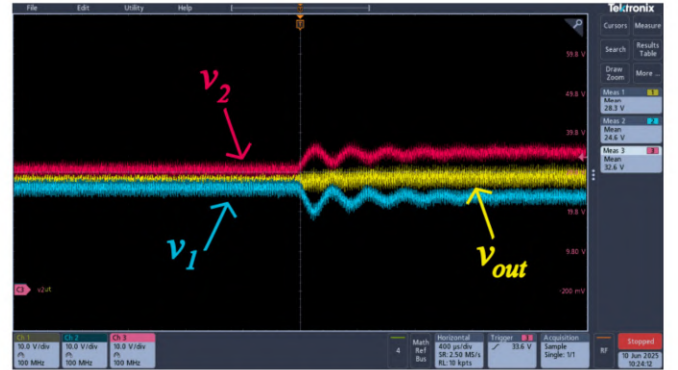 File Edit Utility Help
Tektronix
Cursors Measure
Search Results Table
Draw Zoom More ...
Meas 1 1
Mean
28.3 V
Meas 2 2
Mean
24.6 V
Meas 3 3
Mean
32.6 V
59.8 V
49.8 V
39.8 V
19.8 V
9.80 V
-200 mV
v2
v1
vout
C3
Ch 1
10.0 V/div
100 MHz
Ch 2
10.0 V/div
100 MHz
Ch 3
10.0 V/div
100 MHz
4
Math
Ref
Bus
Horizontal
400 µs/div
SR: 2.50 MS/s
RL: 10 kpts
Trigger 3
33.6 V
Acquisition
Sample
Single: 1/1
RF
Stopped
10 Jun 2025
10:24:12